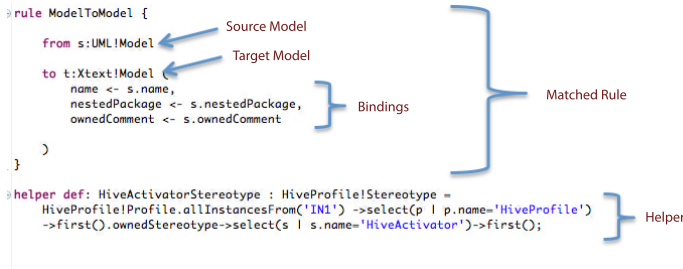 rule ModelToModel {
Source Model
from s:UML!Model
Target Model
to t:Xtext!Model (
name <- s.name,
nestedPackage <- s.nestedPackage,
ownedComment <- s.ownedComment
Bindings
Matched Rule
)
}
helper def: HiveActivatorStereotype : HiveProfile!Stereotype =
HiveProfile!Profile.allInstancesFrom('IN1') ->select(p | p.name='HiveProfile')
->first().ownedStereotype->select(s | s.name='HiveActivator')->first();
Helper